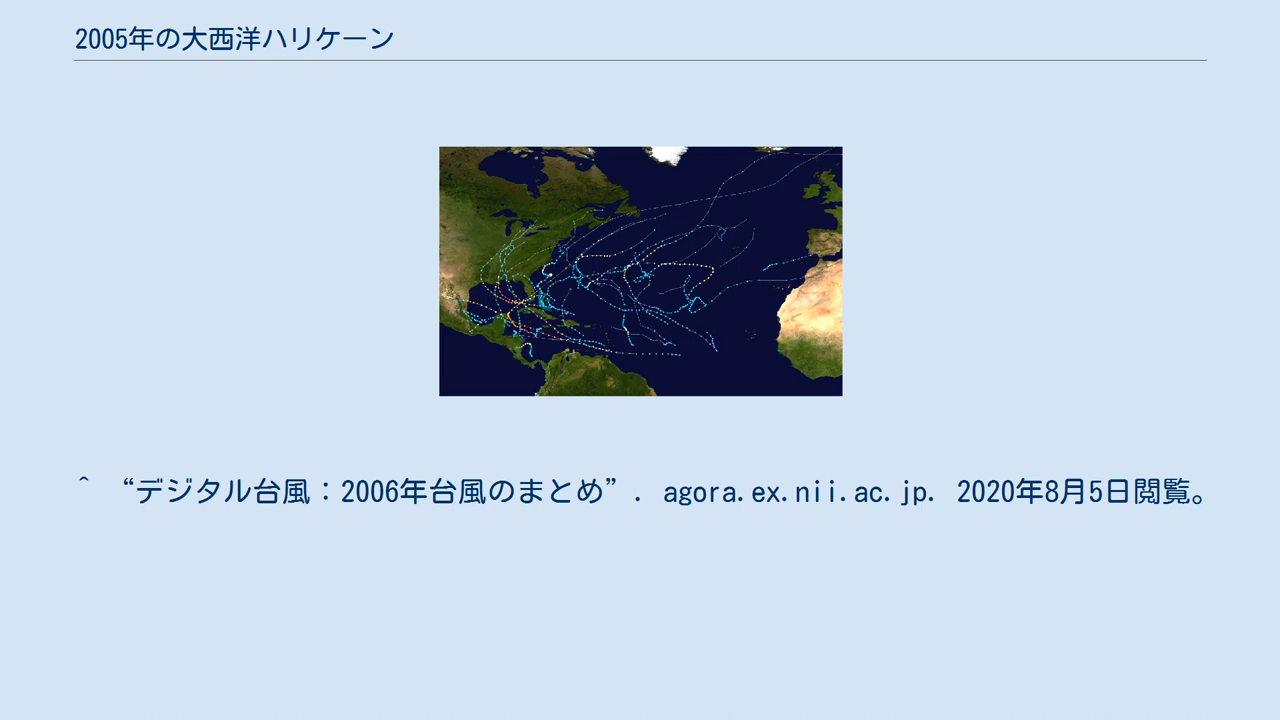 2005年の大西洋ハリケーン
^ “デジタル台風：2006年台風のまとめ”. agora.ex.nii.ac.jp. 2020年8月5日閲覧。